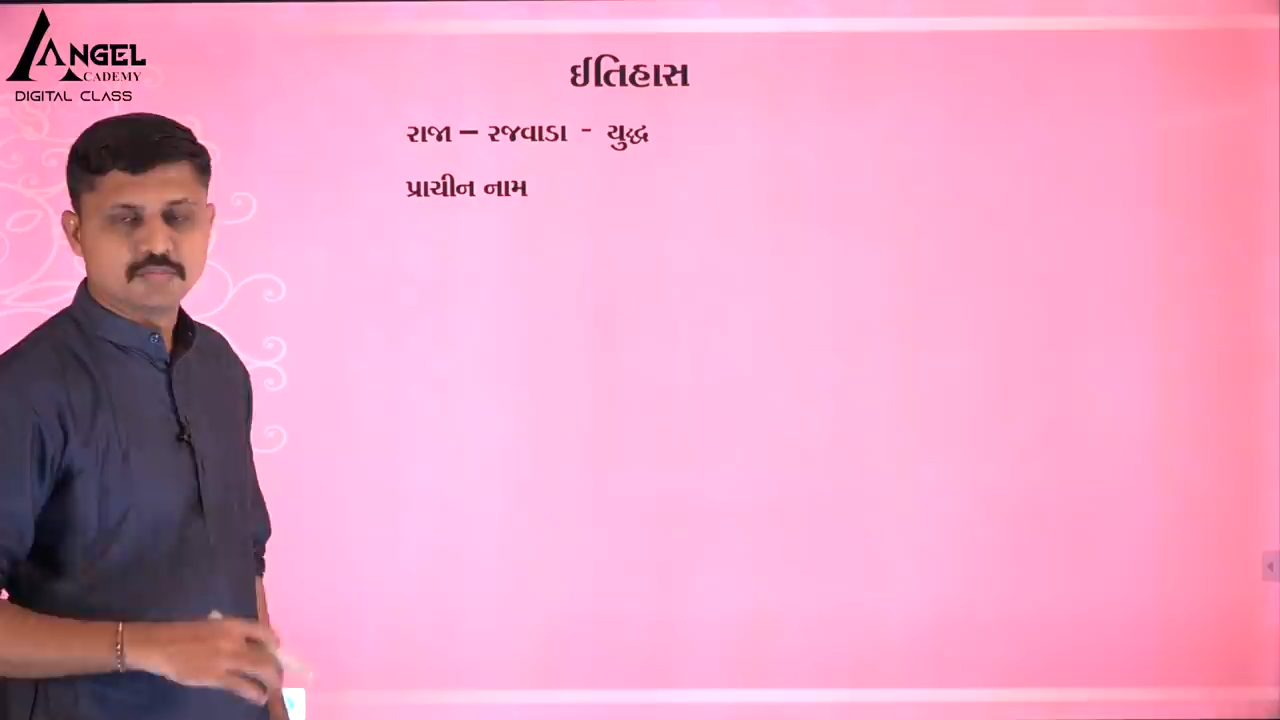 ANGEL
ACADEMY
DIGITAL CLASS
ઈતિહાસ
રાજા – રજવાડા - યુદ્ધ
પ્રાચીન નામ